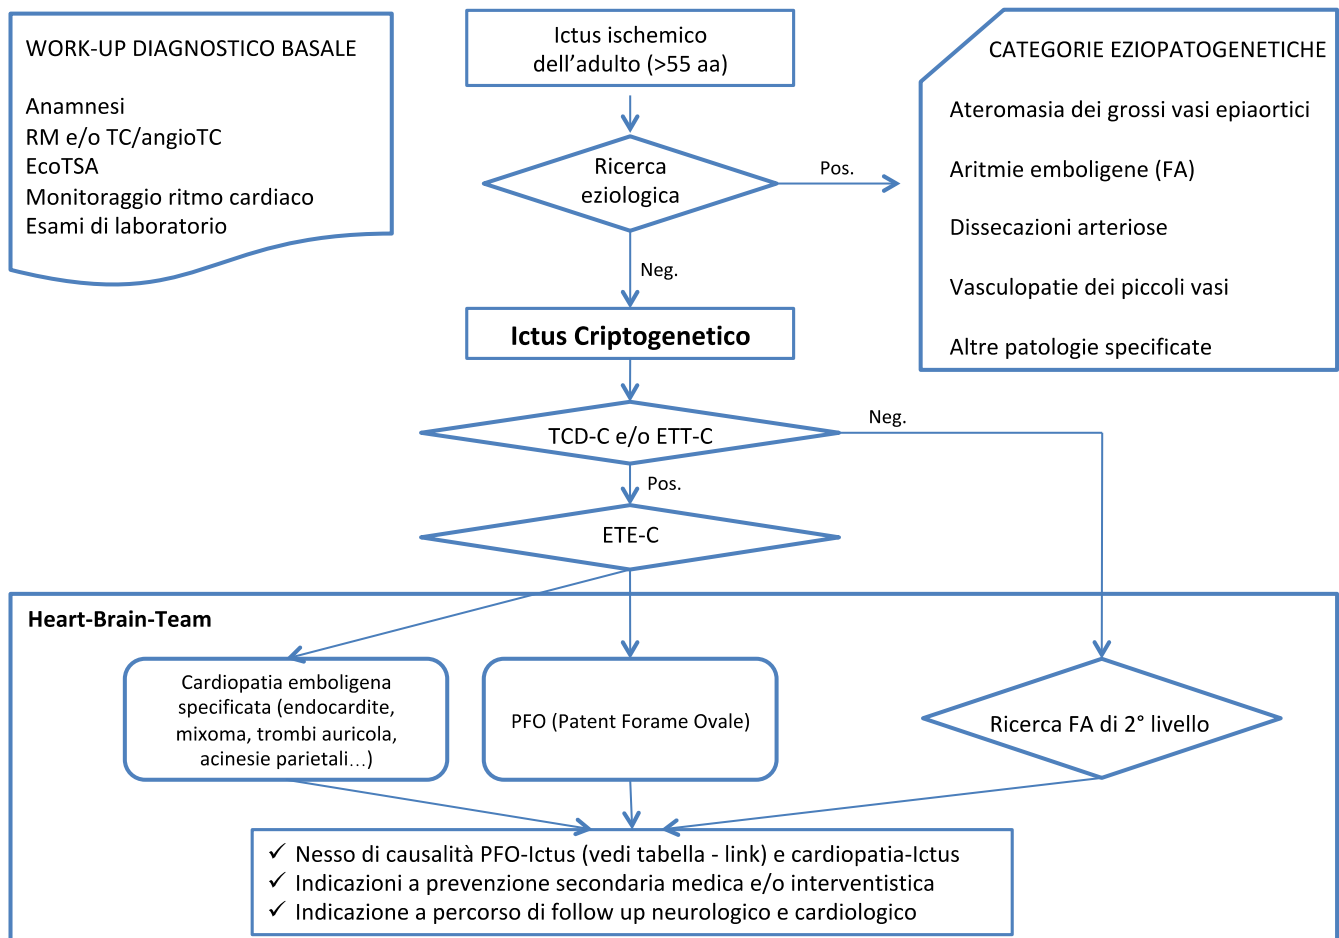 WORK-UP DIAGNOSTICO BASALE
Anamnesi
RM e/o TC/angioTC
EcoTSA
Monitoraggio ritmo cardiaco
Esami di laboratorio
Ictus ischemico
dell’adulto (>55 aa)
Ricerca
eziologica
Pos.
CATEGORIE EZIOPATOGENETICHE
Ateromasia dei grossi vasi epiaortici
Aritmie emboligene (FA)
Dissecazioni arteriose
Vasculopatie dei piccoli vasi
Altre patologie specificate
Neg.
Ictus Criptogenetico
TCD-C e/o ETT-C
Neg.
Pos.
ETE-C
Heart-Brain-Team
Cardiopatia emboligena
specificata (endocardite,
mixoma, trombi auricola,
acinesie parietali...)
PFO (Patent Forame Ovale)
Ricerca FA di 2° livello
✓ Nesso di causalità PFO-Ictus (vedi tabella - link) e cardiopatia-Ictus
✓ Indicazioni a prevenzione secondaria medica e/o interventistica
✓ Indicazione a percorso di follow up neurologico e cardiologico